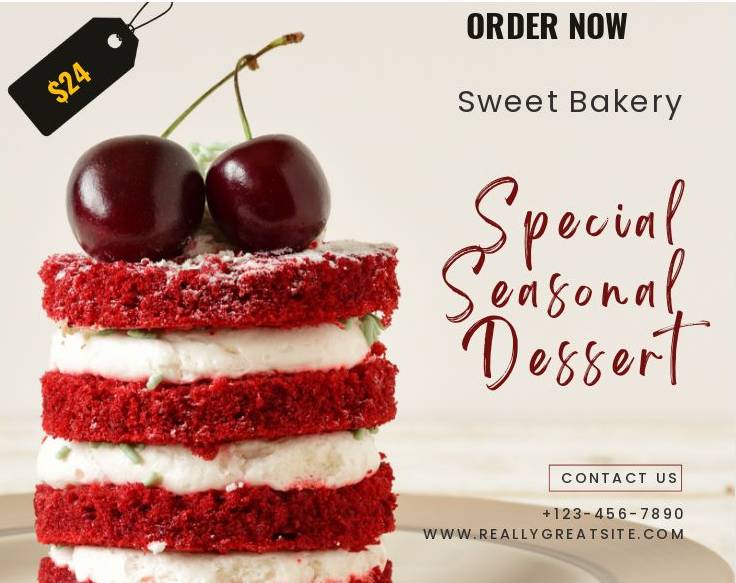 ORDER NOW
$24
Sweet Bakery
Special
Seasonal
Dessert
CONTACT US
+123-456-7890
WWW.REALLYGREATSITE.COM